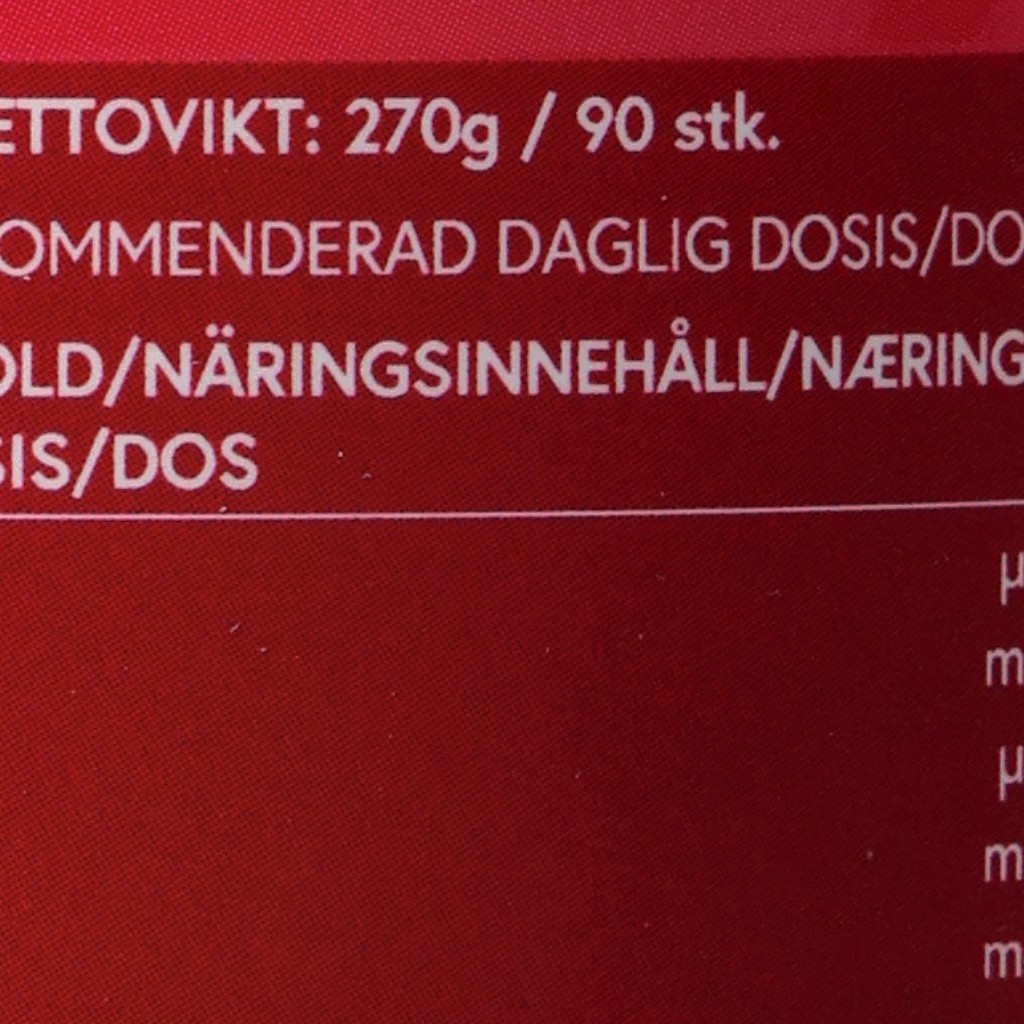 ETTOVIKT: 270g / 90 stk.
OMMENDERAD DAGLIG DOSIS/DO
OLD/NÄRINGSINNEHÅLL/NÆRING
SIS/DOS
µ
m
µ
m
m